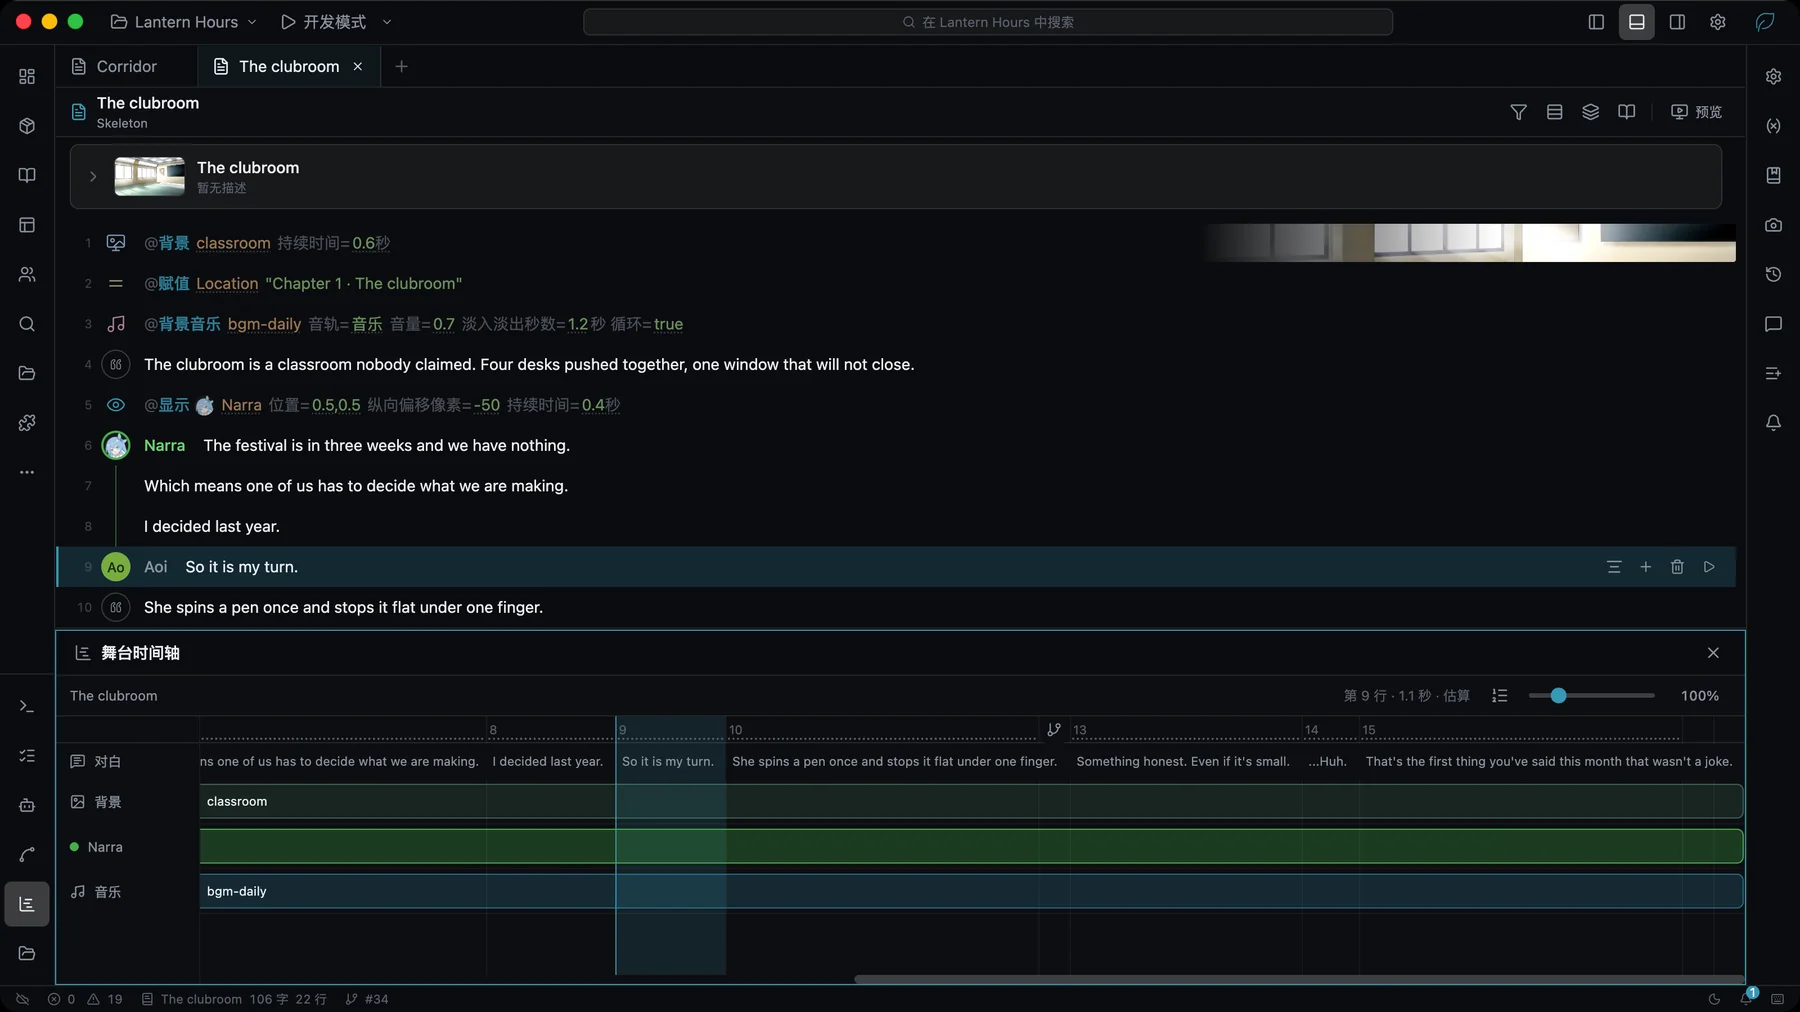 Lantern Hours
开发模式
在 Lantern Hours 中搜索
Corridor
The clubroom
The clubroom
Skeleton
预览
The clubroom
暂无描述
1 @背景 classroom 持续时间=0.6秒
2 @赋值 Location "Chapter 1 · The clubroom"
3 @背景音乐 bgm-daily 音轨=音乐 音量=0.7 淡入淡出秒数=1.2秒 循环=true
4 The clubroom is a classroom nobody claimed. Four desks pushed together, one window that will not close.
5 @显示 Narra 位置=0.5,0.5 纵向偏移像素=-50 持续时间=0.4秒
6 Narra The festival is in three weeks and we have nothing.
7 Which means one of us has to decide what we are making.
8 I decided last year.
9 Ao Aoi So it is my turn.
10 She spins a pen once and stops it flat under one finger.
舞台时间轴
The clubroom
第 9 行 · 1.1 秒 · 估算
100%
8 9 10 13 14 15
对白 ns one of us has to decide what we are making. I decided last year. So it is my turn. She spins a pen once and stops it flat under one finger. Something honest. Even if it's small. ...Huh. That's the first thing you've said this month that wasn't a joke.
背景 classroom
Narra
音乐 bgm-daily
0 19 The clubroom 106 字 22 行 #34
1